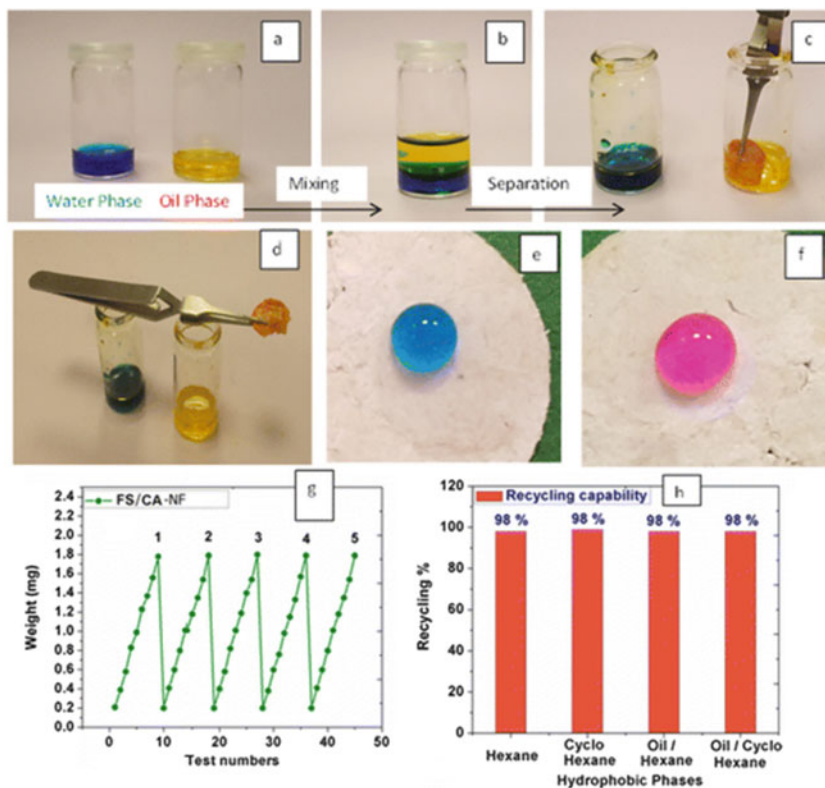 a
b
c
Water Phase Oil Phase
Mixing
Separation
d
e
f
g
FS/CA-NF
2.4
2.2
2.0
1.8
1.6
1.4
1.2
1.0
0.8
0.6
0.4
0.2
0.0
1 2 3 4 5
Weight (mg)
0 10 20 30 40 50
Test numbers
h
Recycling capability
120
100
80
60
40
20
0
98 % 98 % 98 % 98 %
Recycling %
Hexane Cyclo Hexane Oil / Hexane Oil / Cyclo Hexane
Hydrophobic Phases